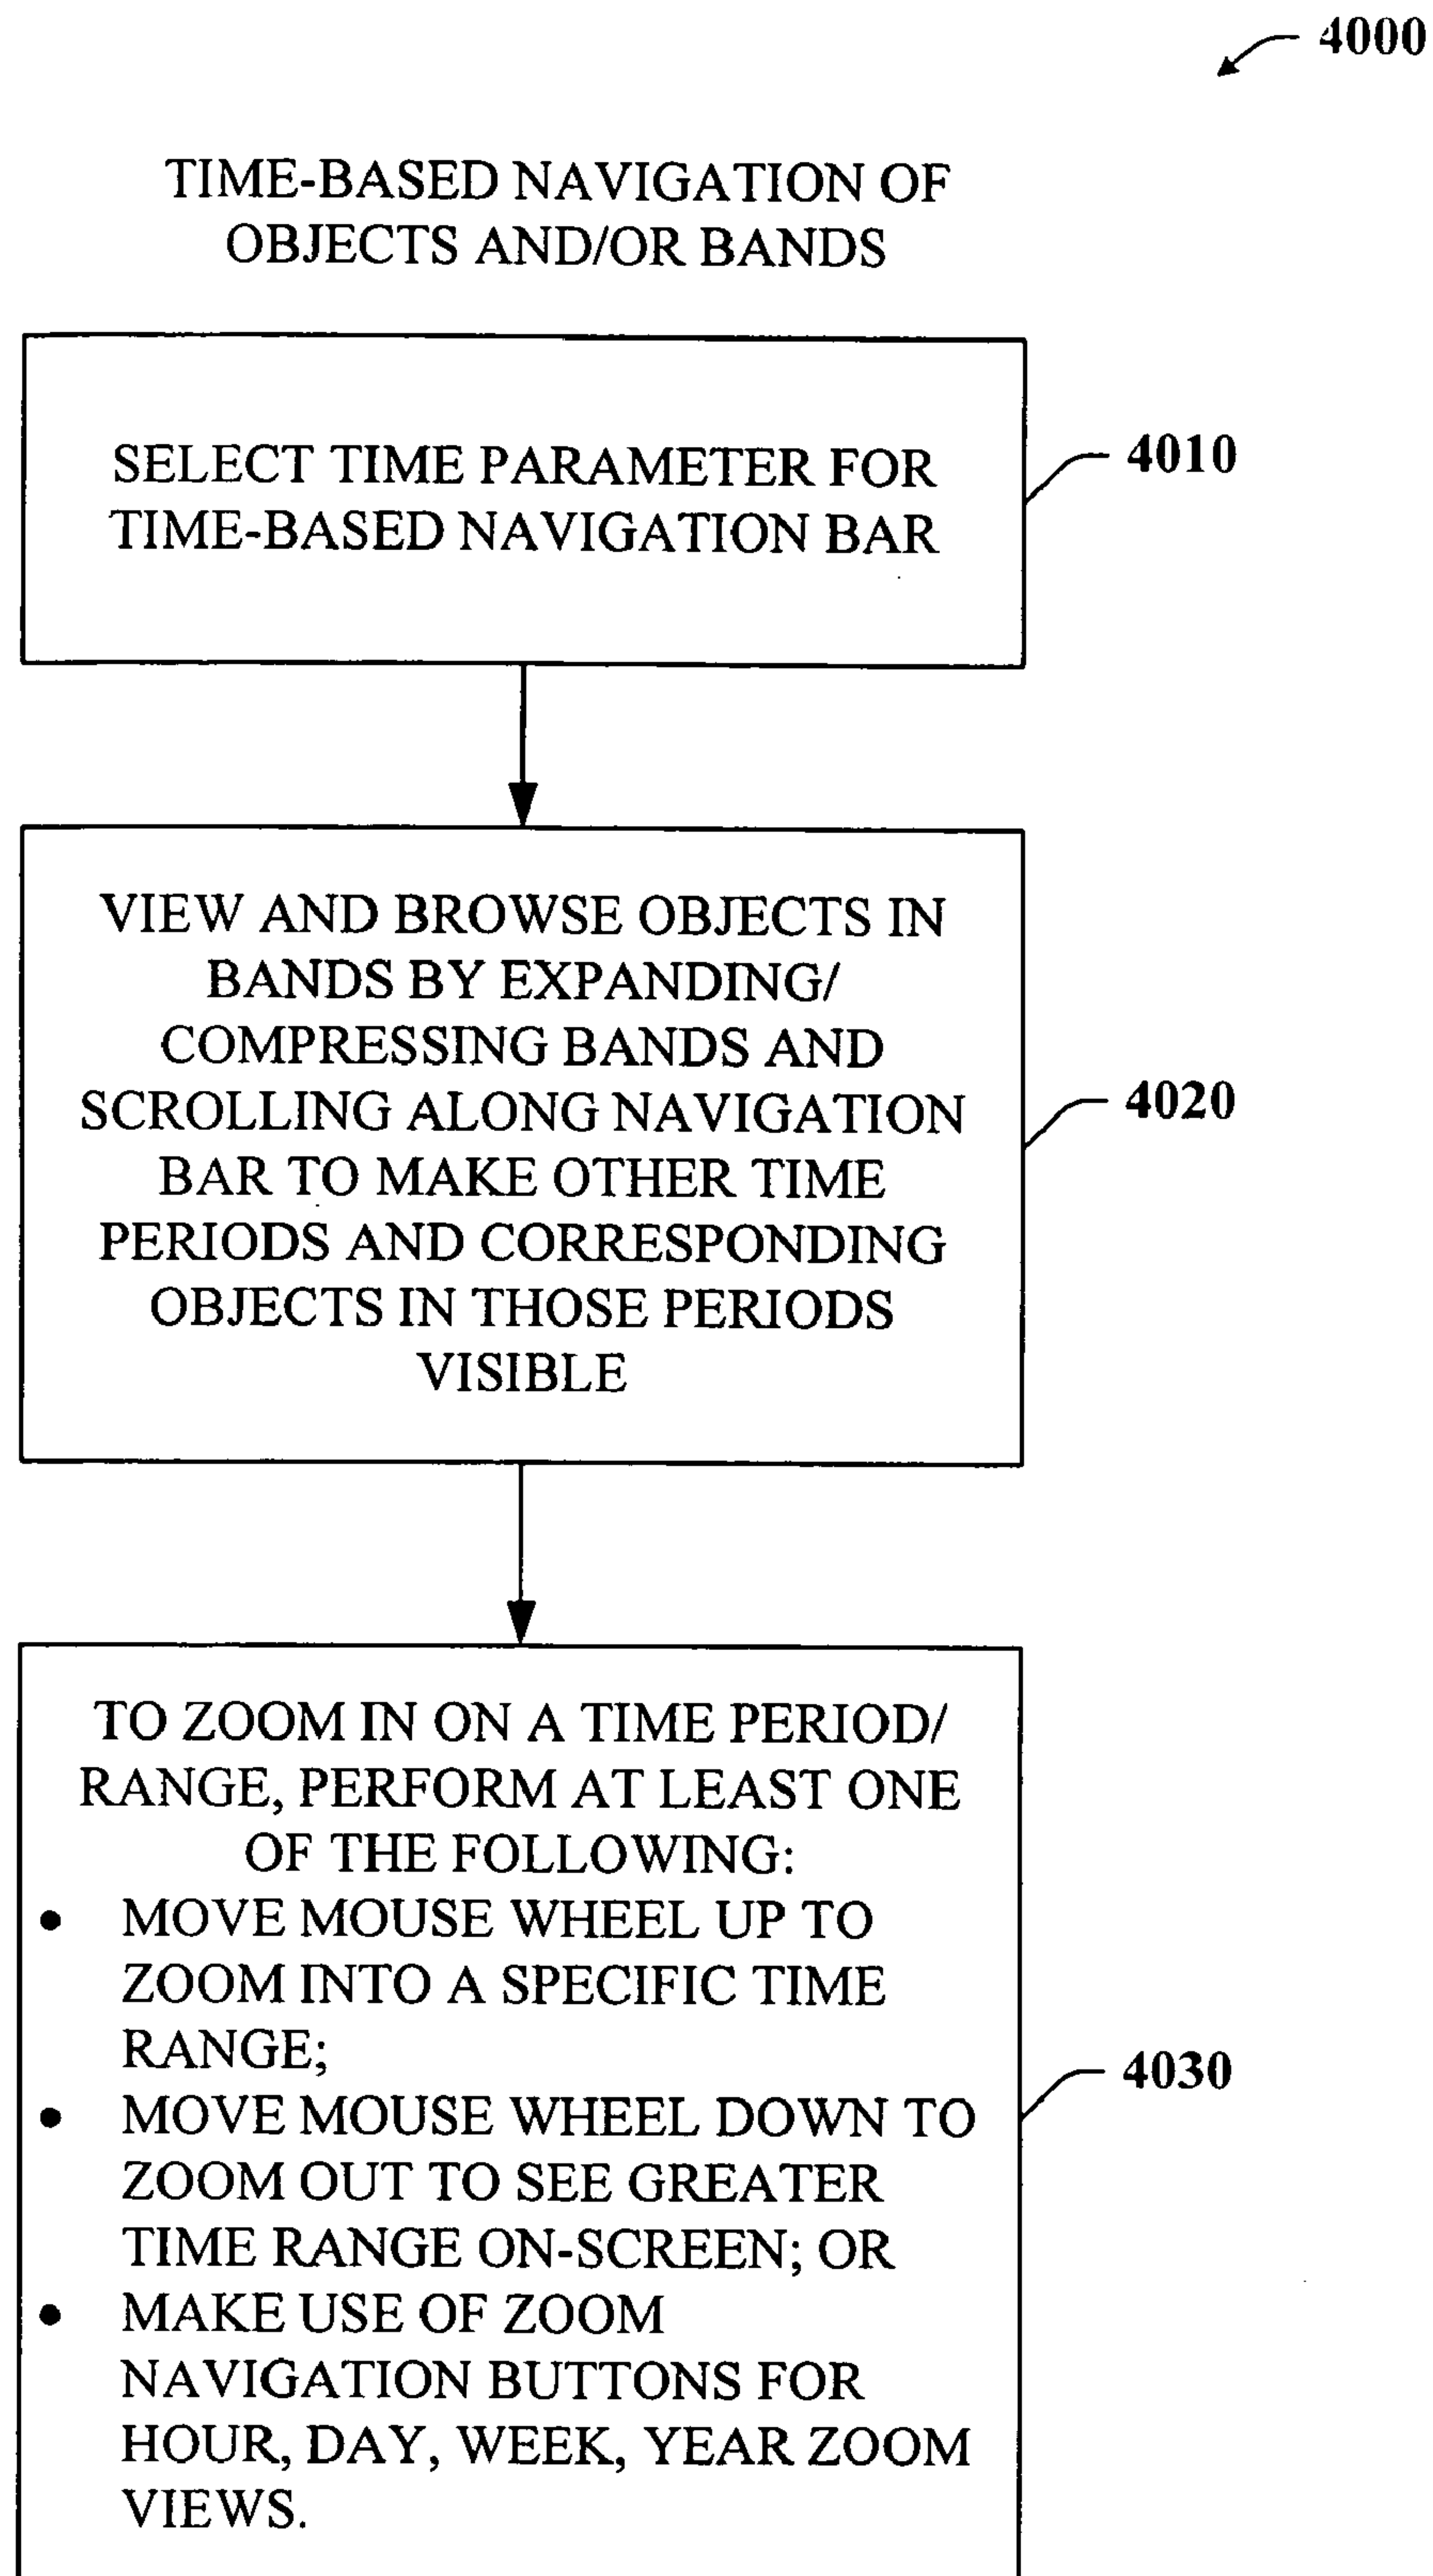 4000
TIME-BASED NAVIGATION OF
OBJECTS AND/OR BANDS
SELECT TIME PARAMETER FOR
TIME-BASED NAVIGATION BAR
4010
VIEW AND BROWSE OBJECTS IN
BANDS BY EXPANDING/
COMPRESSING BANDS AND
SCROLLING ALONG NAVIGATION
BAR TO MAKE OTHER TIME
PERIODS AND CORRESPONDING
OBJECTS IN THOSE PERIODS
VISIBLE
4020
TO ZOOM IN ON A TIME PERIOD/
RANGE, PERFORM AT LEAST ONE
OF THE FOLLOWING:
• MOVE MOUSE WHEEL UP TO
ZOOM INTO A SPECIFIC TIME
RANGE;
• MOVE MOUSE WHEEL DOWN TO
ZOOM OUT TO SEE GREATER
TIME RANGE ON-SCREEN; OR
• MAKE USE OF ZOOM
NAVIGATION BUTTONS FOR
HOUR, DAY, WEEK, YEAR ZOOM
VIEWS.
4030